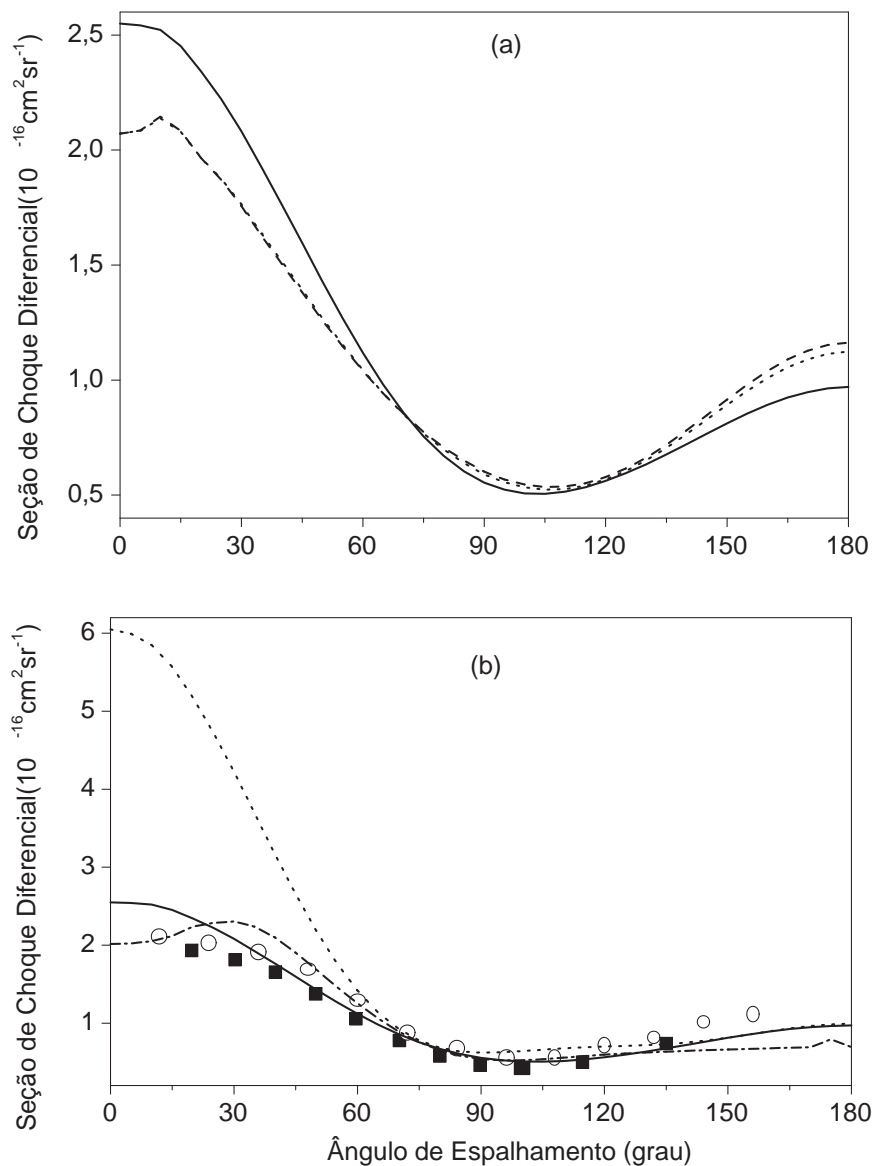 (a)
Seção de Choque Diferencial(10 -16cm2sr-1)
2,5
2,0
1,5
1,0
0,5
0 30 60 90 120 150 180
(b)
Seção de Choque Diferencial(10 -16cm2sr-1)
6
5
4
3
2
1
0 30 60 90 120 150 180
Ângulo de Espalhamento (grau)